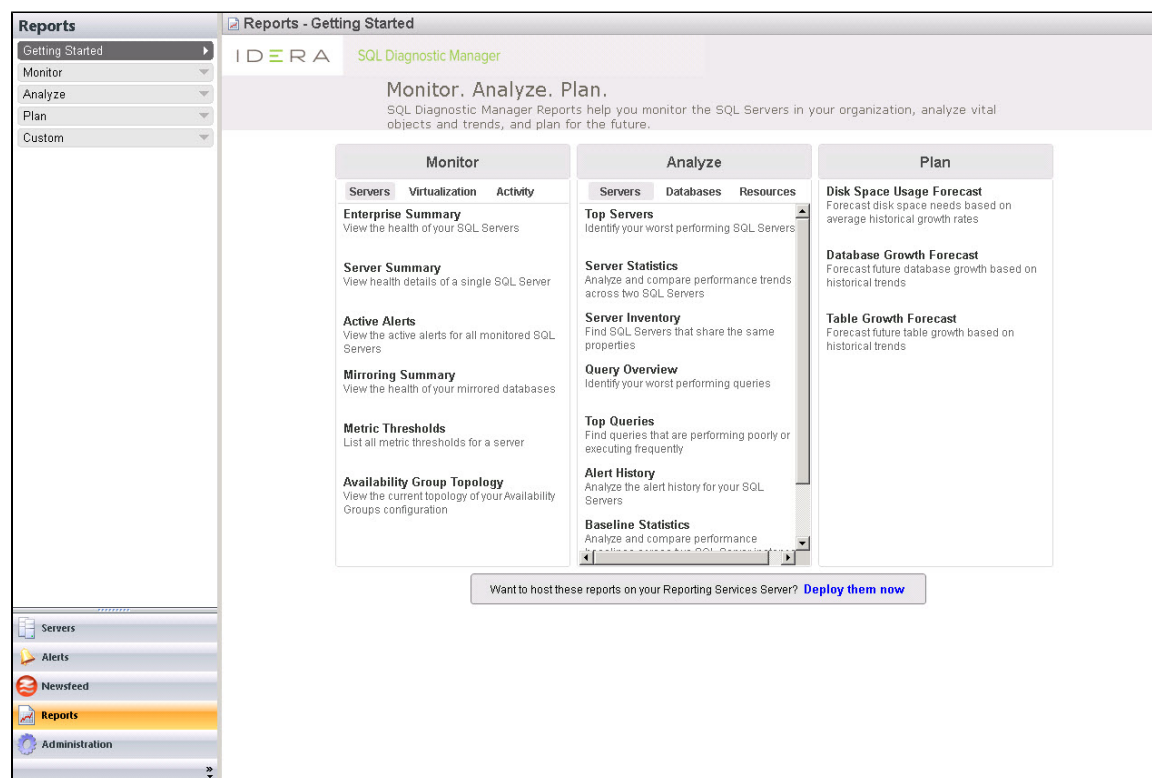 Reports
Getting Started
Monitor
Analyze
Plan
Custom
Servers
Alerts
Newsfeed
Reports
Administration
»
Reports - Getting Started
IDERA SQL Diagnostic Manager
Monitor. Analyze. Plan.
SQL Diagnostic Manager Reports help you monitor the SQL Servers in your organization, analyze vital
objects and trends, and plan for the future.
Monitor
Servers Virtualization Activity
Enterprise Summary
View the health of your SQL Servers
Server Summary
View health details of a single SQL Server
Active Alerts
View the active alerts for all monitored SQL
Servers
Mirroring Summary
View the health of your mirrored databases
Metric Thresholds
List all metric thresholds for a server
Availability Group Topology
View the current topology of your Availability
Groups configuration
Analyze
Servers Databases Resources
Top Servers
Identify your worst performing SQL Servers
Server Statistics
Analyze and compare performance trends
across two SQL Servers
Server Inventory
Find SQL Servers that share the same
properties
Query Overview
Identify your worst performing queries
Top Queries
Find queries that are performing poorly or
executing frequently
Alert History
Analyze the alert history for your SQL
Servers
Baseline Statistics
Analyze and compare performance
Plan
Disk Space Usage Forecast
Forecast disk space needs based on
average historical growth rates
Database Growth Forecast
Forecast future database growth based on
historical trends
Table Growth Forecast
Forecast future table growth based on
historical trends
Want to host these reports on your Reporting Services Server? Deploy them now